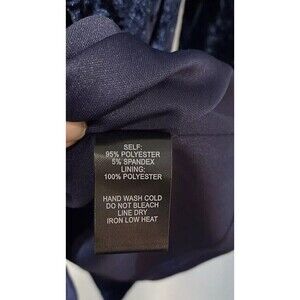 SELF:
95% POLYESTER
5% SPANDEX
LINING:
100% POLYESTER
HAND WASH COLD
DO NOT BLEACH
LINE DRY
IRON LOW HEAT